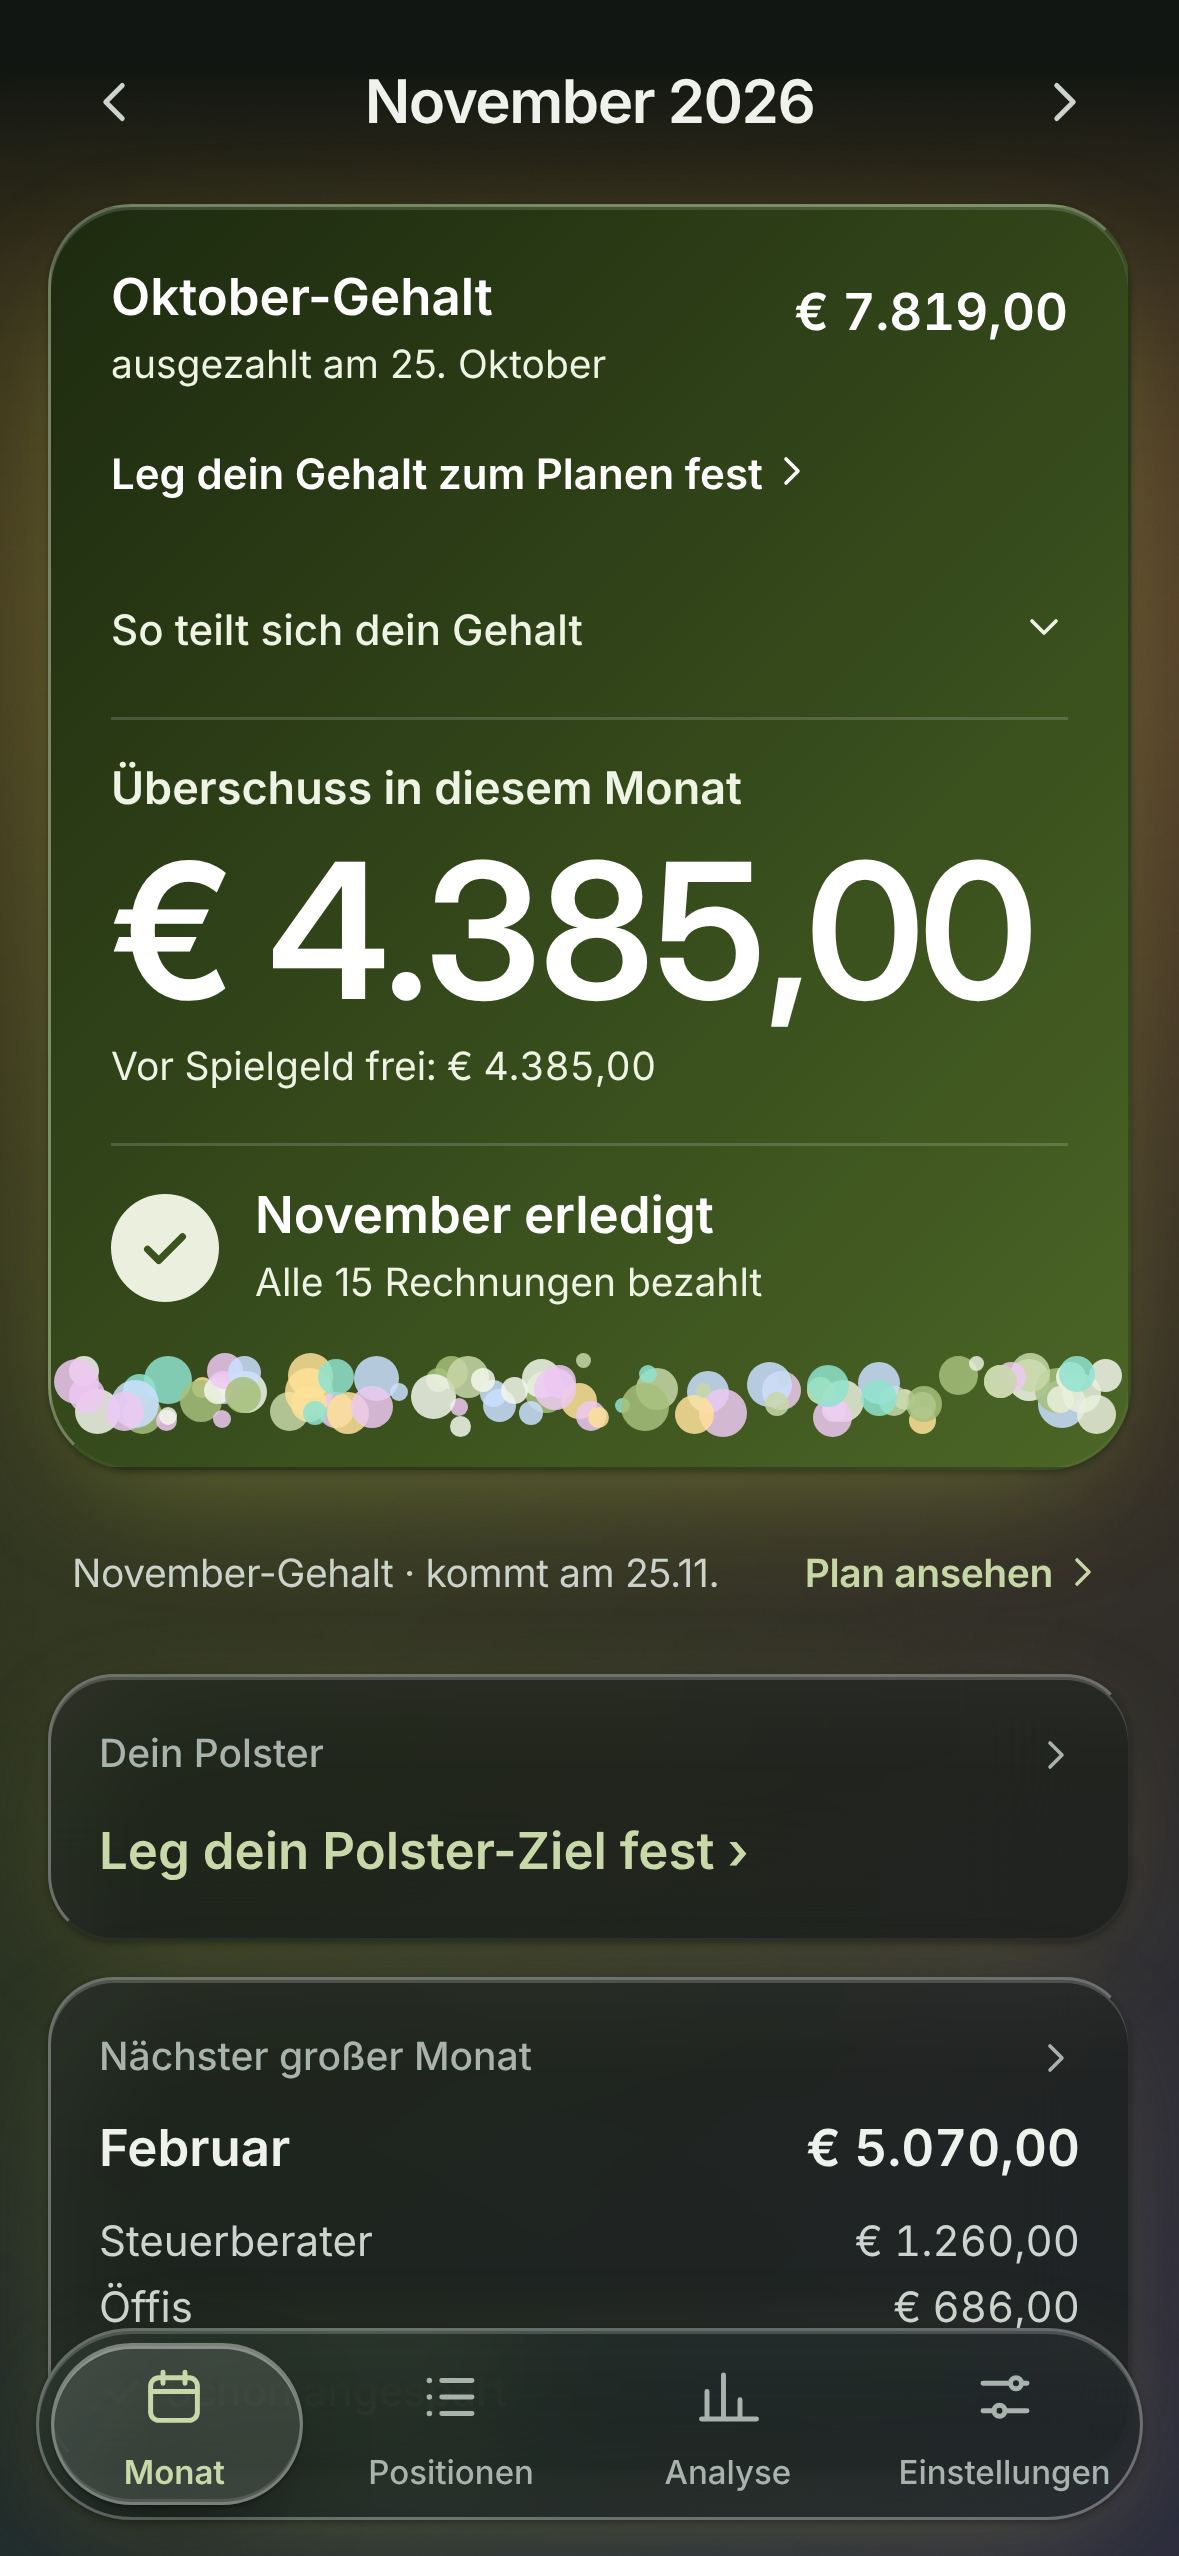 November 2026
Oktober-Gehalt
€ 7.819,00
ausgezahlt am 25. Oktober
Leg dein Gehalt zum Planen fest
So teilt sich dein Gehalt
Überschuss in diesem Monat
€ 4.385,00
Vor Spielgeld frei: € 4.385,00
November erledigt
Alle 15 Rechnungen bezahlt
November-Gehalt · kommt am 25.11.
Plan ansehen
Dein Polster
Leg dein Polster-Ziel fest ›
Nächster großer Monat
Februar € 5.070,00
Steuerberater € 1.260,00
Öffis € 686,00
Monat
Positionen
Analyse
Einstellungen